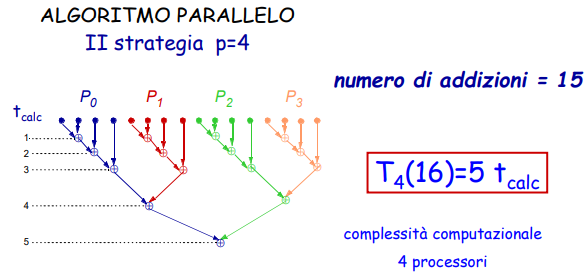 ALGORITMO PARALLELO
II strategia p=4
numero di addizioni = 15
P0 P1 P2 P3
tcalc
1
2
3
4
5
T4(16)=5 tcalc
complessità computazionale
4 processori